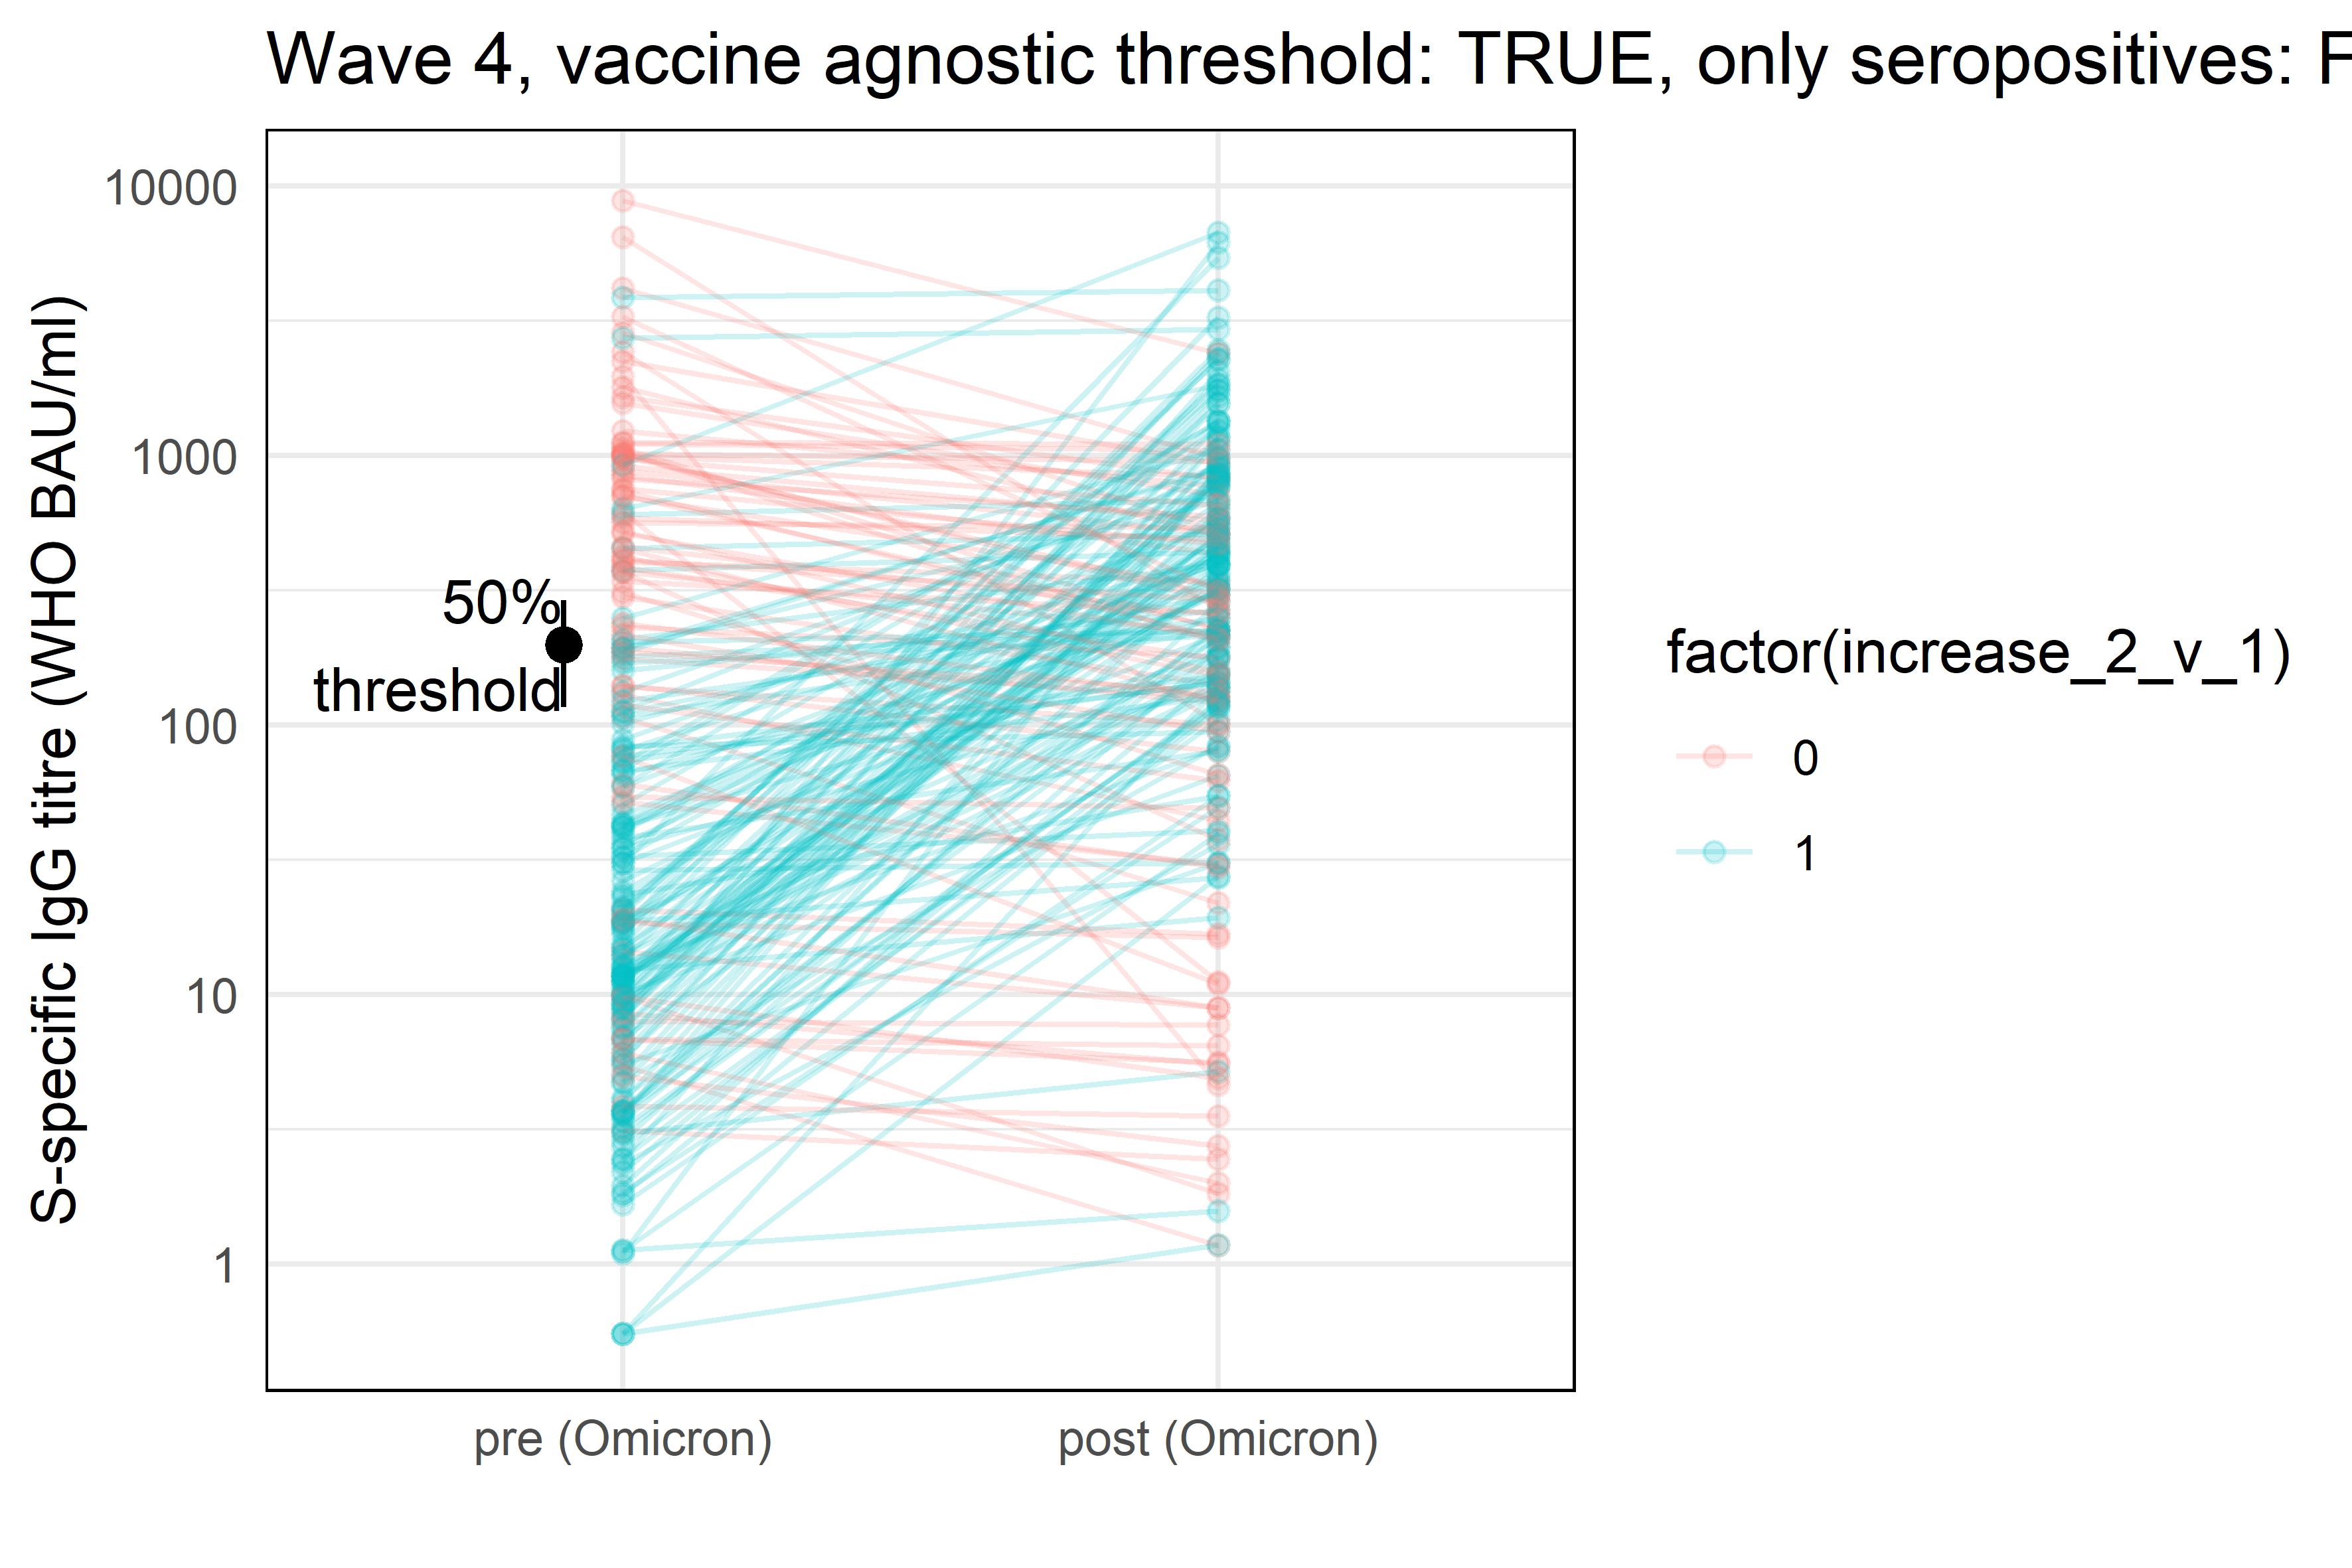 Wave 4, vaccine agnostic threshold: TRUE, only seropositives: F
S-specific IgG titre (WHO BAU/ml)
10000
1000
100
10
1
50%
threshold
pre (Omicron)
post (Omicron)
factor(increase_2_v_1)
0
1